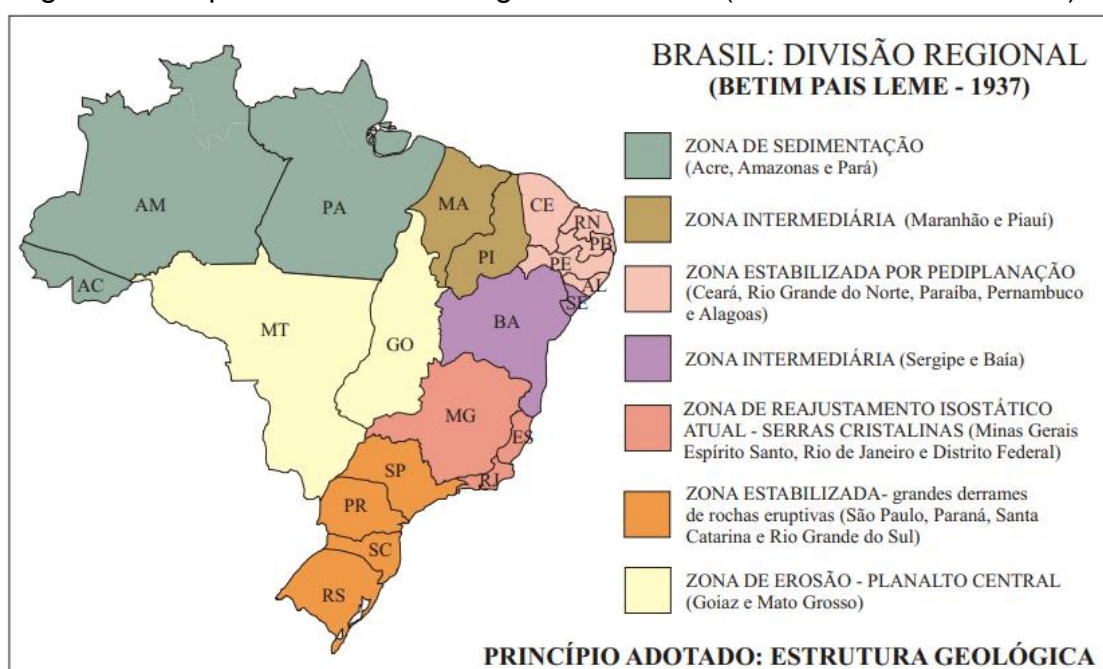 BRASIL: DIVISÃO REGIONAL
(BETIM PAIS LEME - 1937)
ZONA DE SEDIMENTAÇÃO
(Acre, Amazonas e Pará)
ZONA INTERMEDIÁRIA (Maranhão e Piauí)
ZONA ESTABILIZADA POR PEDIPLANAÇÃO
(Ceará, Rio Grande do Norte, Paraíba, Pernambuco
e Alagoas)
ZONA INTERMEDIÁRIA (Sergipe e Baía)
ZONA DE REAJUSTAMENTO ISOSTÁTICO
ATUAL - SERRAS CRISTALINAS (Minas Gerais
Espírito Santo, Rio de Janeiro e Distrito Federal)
ZONA ESTABILIZADA- grandes derrames
de rochas eruptivas (São Paulo, Paraná, Santa
Catarina e Rio Grande do Sul)
ZONA DE EROSÃO - PLANALTO CENTRAL
(Goiaz e Mato Grosso)
PRINCÍPIO ADOTADO: ESTRUTURA GEOLÓGICA
AM
PA
MA
CE
RN
PB
PI
PE
AL
AC
SE
BA
MT
GO
MG
ES
SP
RJ
PR
SC
RS